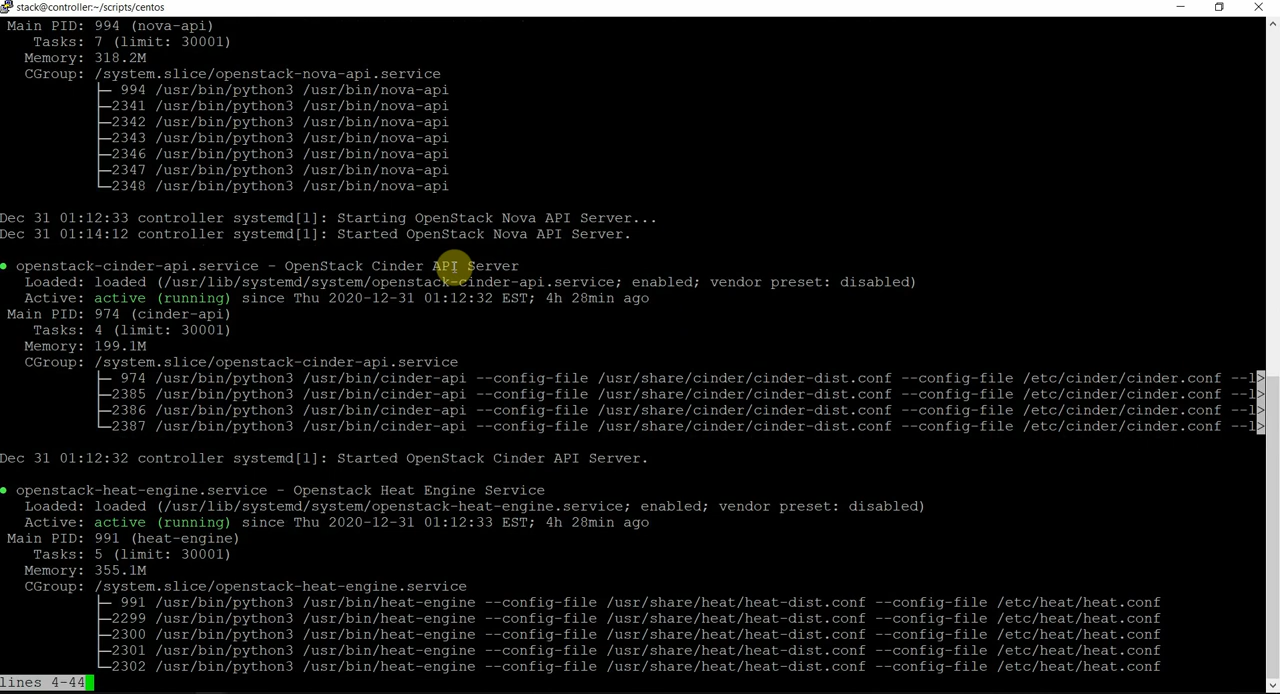 stack@controller:~/scripts/centos
Main PID: 994 (nova-api)
Tasks: 7 (limit: 30001)
Memory: 318.2M
CGroup: /system.slice/openstack-nova-api.service
├─ 994 /usr/bin/python3 /usr/bin/nova-api
├─2341 /usr/bin/python3 /usr/bin/nova-api
├─2342 /usr/bin/python3 /usr/bin/nova-api
├─2343 /usr/bin/python3 /usr/bin/nova-api
├─2346 /usr/bin/python3 /usr/bin/nova-api
├─2347 /usr/bin/python3 /usr/bin/nova-api
└─2348 /usr/bin/python3 /usr/bin/nova-api
Dec 31 01:12:33 controller systemd[1]: Starting OpenStack Nova API Server...
Dec 31 01:14:12 controller systemd[1]: Started OpenStack Nova API Server.
● openstack-cinder-api.service - OpenStack Cinder API Server
Loaded: loaded (/usr/lib/systemd/system/openstack-cinder-api.service; enabled; vendor preset: disabled)
Active: active (running) since Thu 2020-12-31 01:12:32 EST; 4h 28min ago
Main PID: 974 (cinder-api)
Tasks: 4 (limit: 30001)
Memory: 199.1M
CGroup: /system.slice/openstack-cinder-api.service
├─ 974 /usr/bin/python3 /usr/bin/cinder-api --config-file /usr/share/cinder/cinder-dist.conf --config-file /etc/cinder/cinder.conf --l>
├─2385 /usr/bin/python3 /usr/bin/cinder-api --config-file /usr/share/cinder/cinder-dist.conf --config-file /etc/cinder/cinder.conf --l>
├─2386 /usr/bin/python3 /usr/bin/cinder-api --config-file /usr/share/cinder/cinder-dist.conf --config-file /etc/cinder/cinder.conf --l>
└─2387 /usr/bin/python3 /usr/bin/cinder-api --config-file /usr/share/cinder/cinder-dist.conf --config-file /etc/cinder/cinder.conf --l>
Dec 31 01:12:32 controller systemd[1]: Started OpenStack Cinder API Server.
● openstack-heat-engine.service - Openstack Heat Engine Service
Loaded: loaded (/usr/lib/systemd/system/openstack-heat-engine.service; enabled; vendor preset: disabled)
Active: active (running) since Thu 2020-12-31 01:12:33 EST; 4h 28min ago
Main PID: 991 (heat-engine)
Tasks: 5 (limit: 30001)
Memory: 355.1M
CGroup: /system.slice/openstack-heat-engine.service
├─ 991 /usr/bin/python3 /usr/bin/heat-engine --config-file /usr/share/heat/heat-dist.conf --config-file /etc/heat/heat.conf
├─2299 /usr/bin/python3 /usr/bin/heat-engine --config-file /usr/share/heat/heat-dist.conf --config-file /etc/heat/heat.conf
├─2300 /usr/bin/python3 /usr/bin/heat-engine --config-file /usr/share/heat/heat-dist.conf --config-file /etc/heat/heat.conf
├─2301 /usr/bin/python3 /usr/bin/heat-engine --config-file /usr/share/heat/heat-dist.conf --config-file /etc/heat/heat.conf
└─2302 /usr/bin/python3 /usr/bin/heat-engine --config-file /usr/share/heat/heat-dist.conf --config-file /etc/heat/heat.conf
lines 4-44